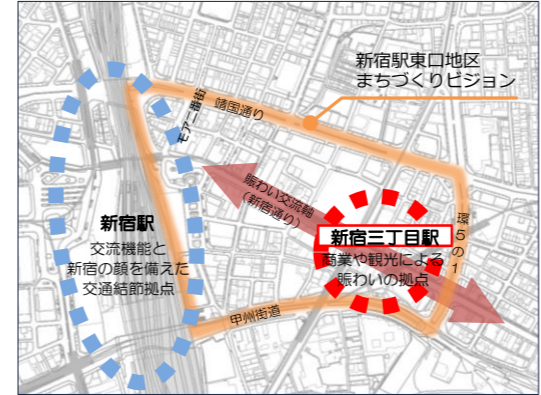 新宿駅東口地区
まちづくりビジョン
靖国通り
モア二番街
賑わい交流軸
（新宿通り）
環5の1
新宿駅
交流機能と
新宿の顔を備えた
交通結節拠点
新宿三丁目駅
商業や観光による
賑わいの拠点
甲州街道